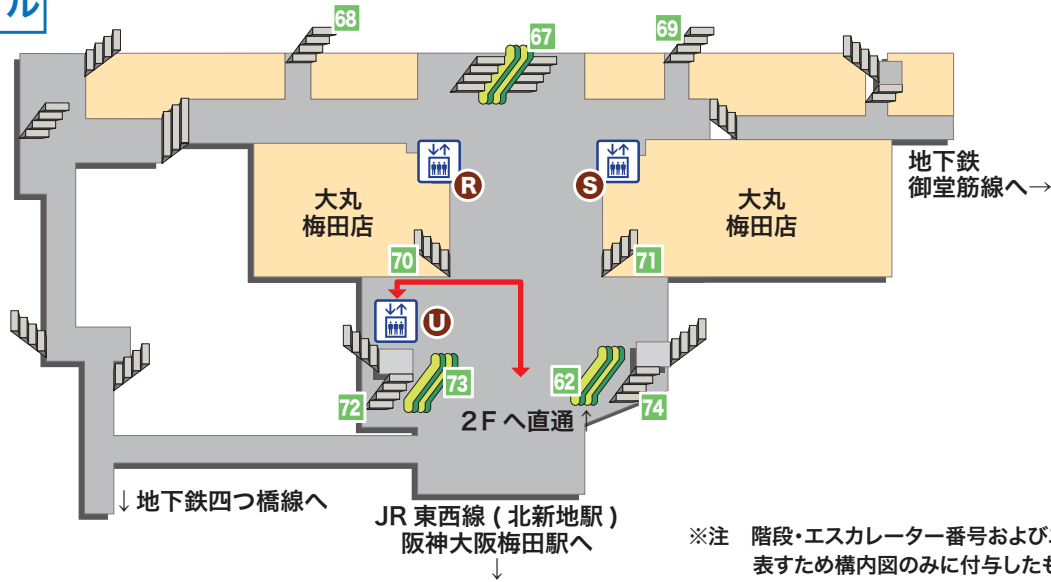 ル
68
67
69
R
S
地下鉄
御堂筋線へ→
大丸
梅田店
大丸
梅田店
70
71
U
73
62
72
74
2Fへ直通↑
↓地下鉄四つ橋線へ
JR 東西線 ( 北新地駅 )
阪神大阪梅田駅へ
↓
※注 階段・エスカレーター番号および
表すため構内図のみに付与したも